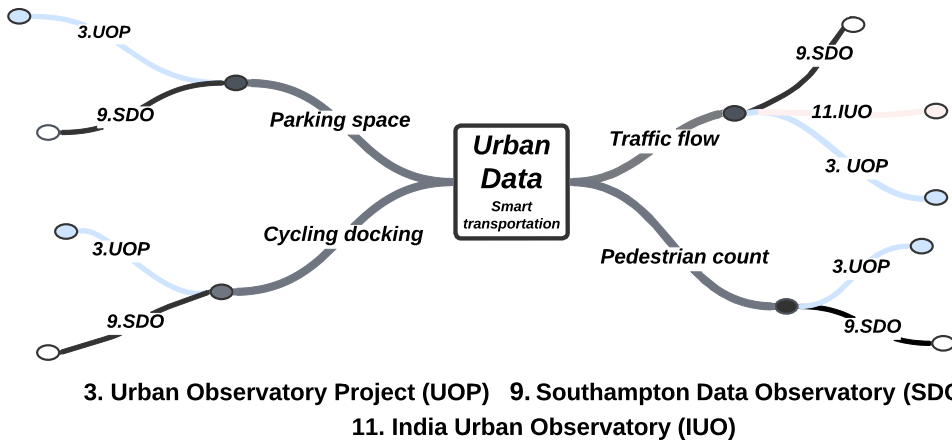 3.UOP
9.SDO
Parking space
3.UOP
9.SDO
Cycling docking
Urban
Data
Smart
transportation
Traffic flow
9.SDO
11.IUO
3. UOP
Pedestrian count
3.UOP
9.SDO
3. Urban Observatory Project (UOP) 9. Southampton Data Observatory (SDO
11. India Urban Observatory (IUO)